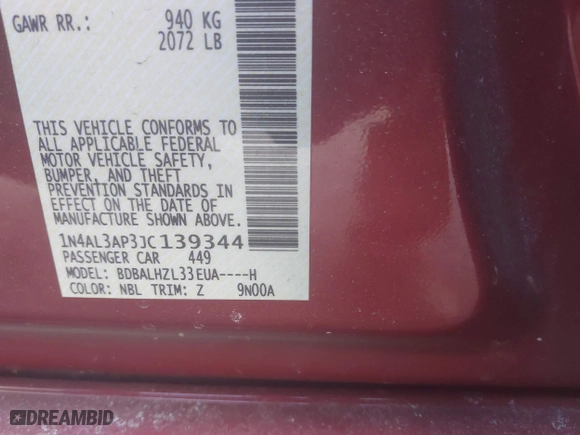 GAWR RR.: 940 KG
2072 LB
THIS VEHICLE CONFORMS TO
ALL APPLICABLE FEDERAL
MOTOR VEHICLE SAFETY,
BUMPER, AND THEFT
PREVENTION STANDARDS IN
EFFECT ON THE DATE OF
MANUFACTURE SHOWN ABOVE.
1N4AL3AP3JC139344
PASSENGER CAR 449
MODEL: BDBALHZL33EUA----H
COLOR: NBL TRIM: Z 9N00A
DREAMBID